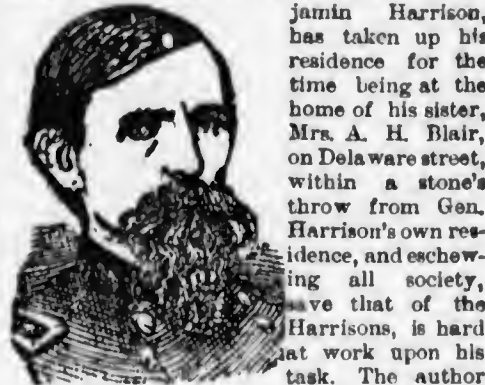 jamin Harrison,
has taken up his
residence for the
time being at the
home of his sister,
Mrs. A. H. Blair,
on Delaware street,
within a stone's
throw from Gen.
Harrison's own res-
idence, and eschew-
ing all society,
ve that of the
Harrisons, is hard
at work upon his
task. The author